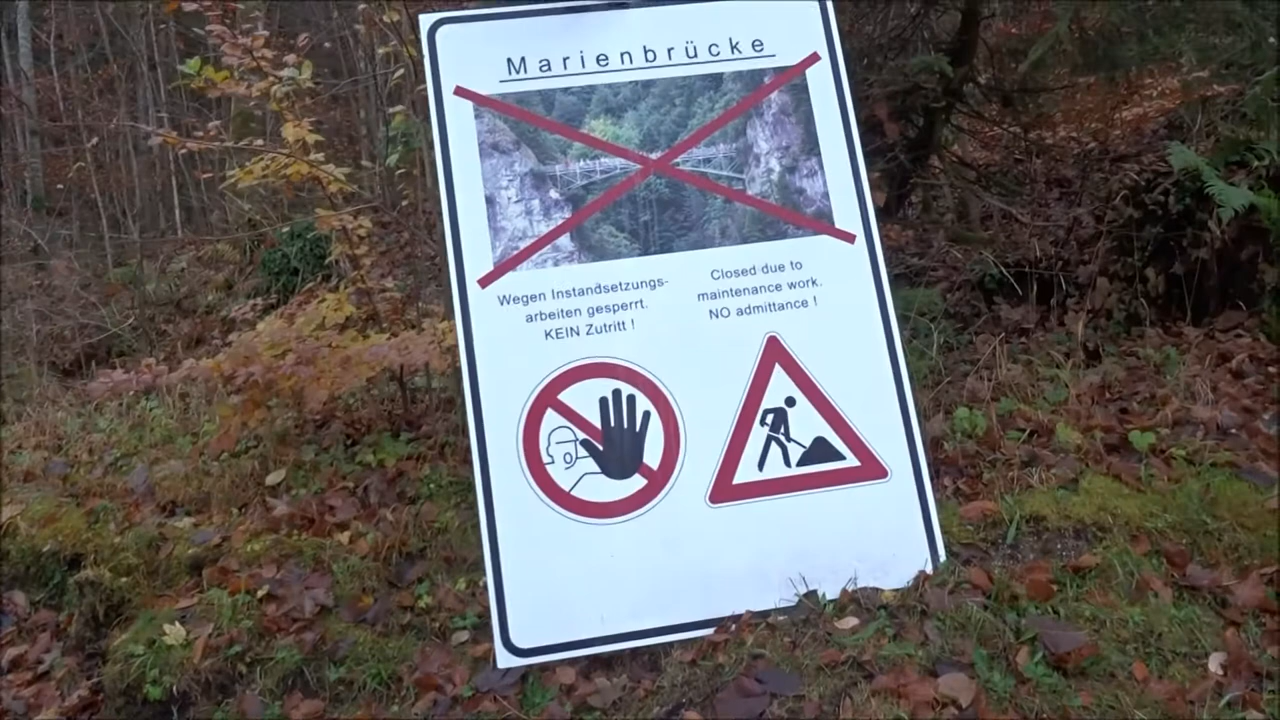 Marienbrücke
Wegen Instandsetzungs-
arbeiten gesperrt.
KEIN Zutritt !
Closed due to
maintenance work.
NO admittance !